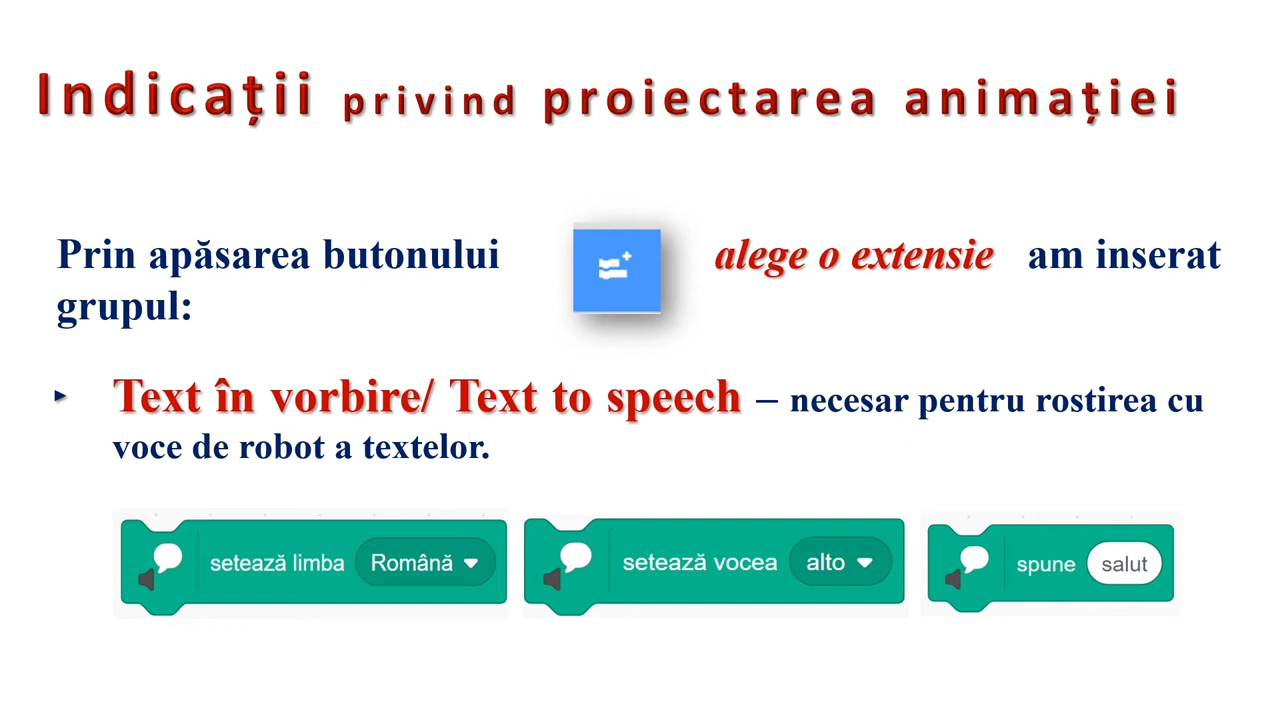 Indicații privind proiectarea animației
Prin apăsarea butonului alege o extensie am inserat
grupul:
Text în vorbire/ Text to speech – necesar pentru rostirea cu
voce de robot a textelor.
setează limba Română
setează vocea alto
spune salut